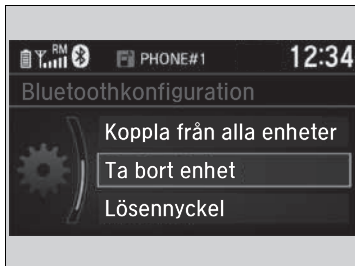 RM PHONE#1 12:34
Bluetoothkonfiguration
Koppla från alla enheter
Ta bort enhet
Lösennyckel